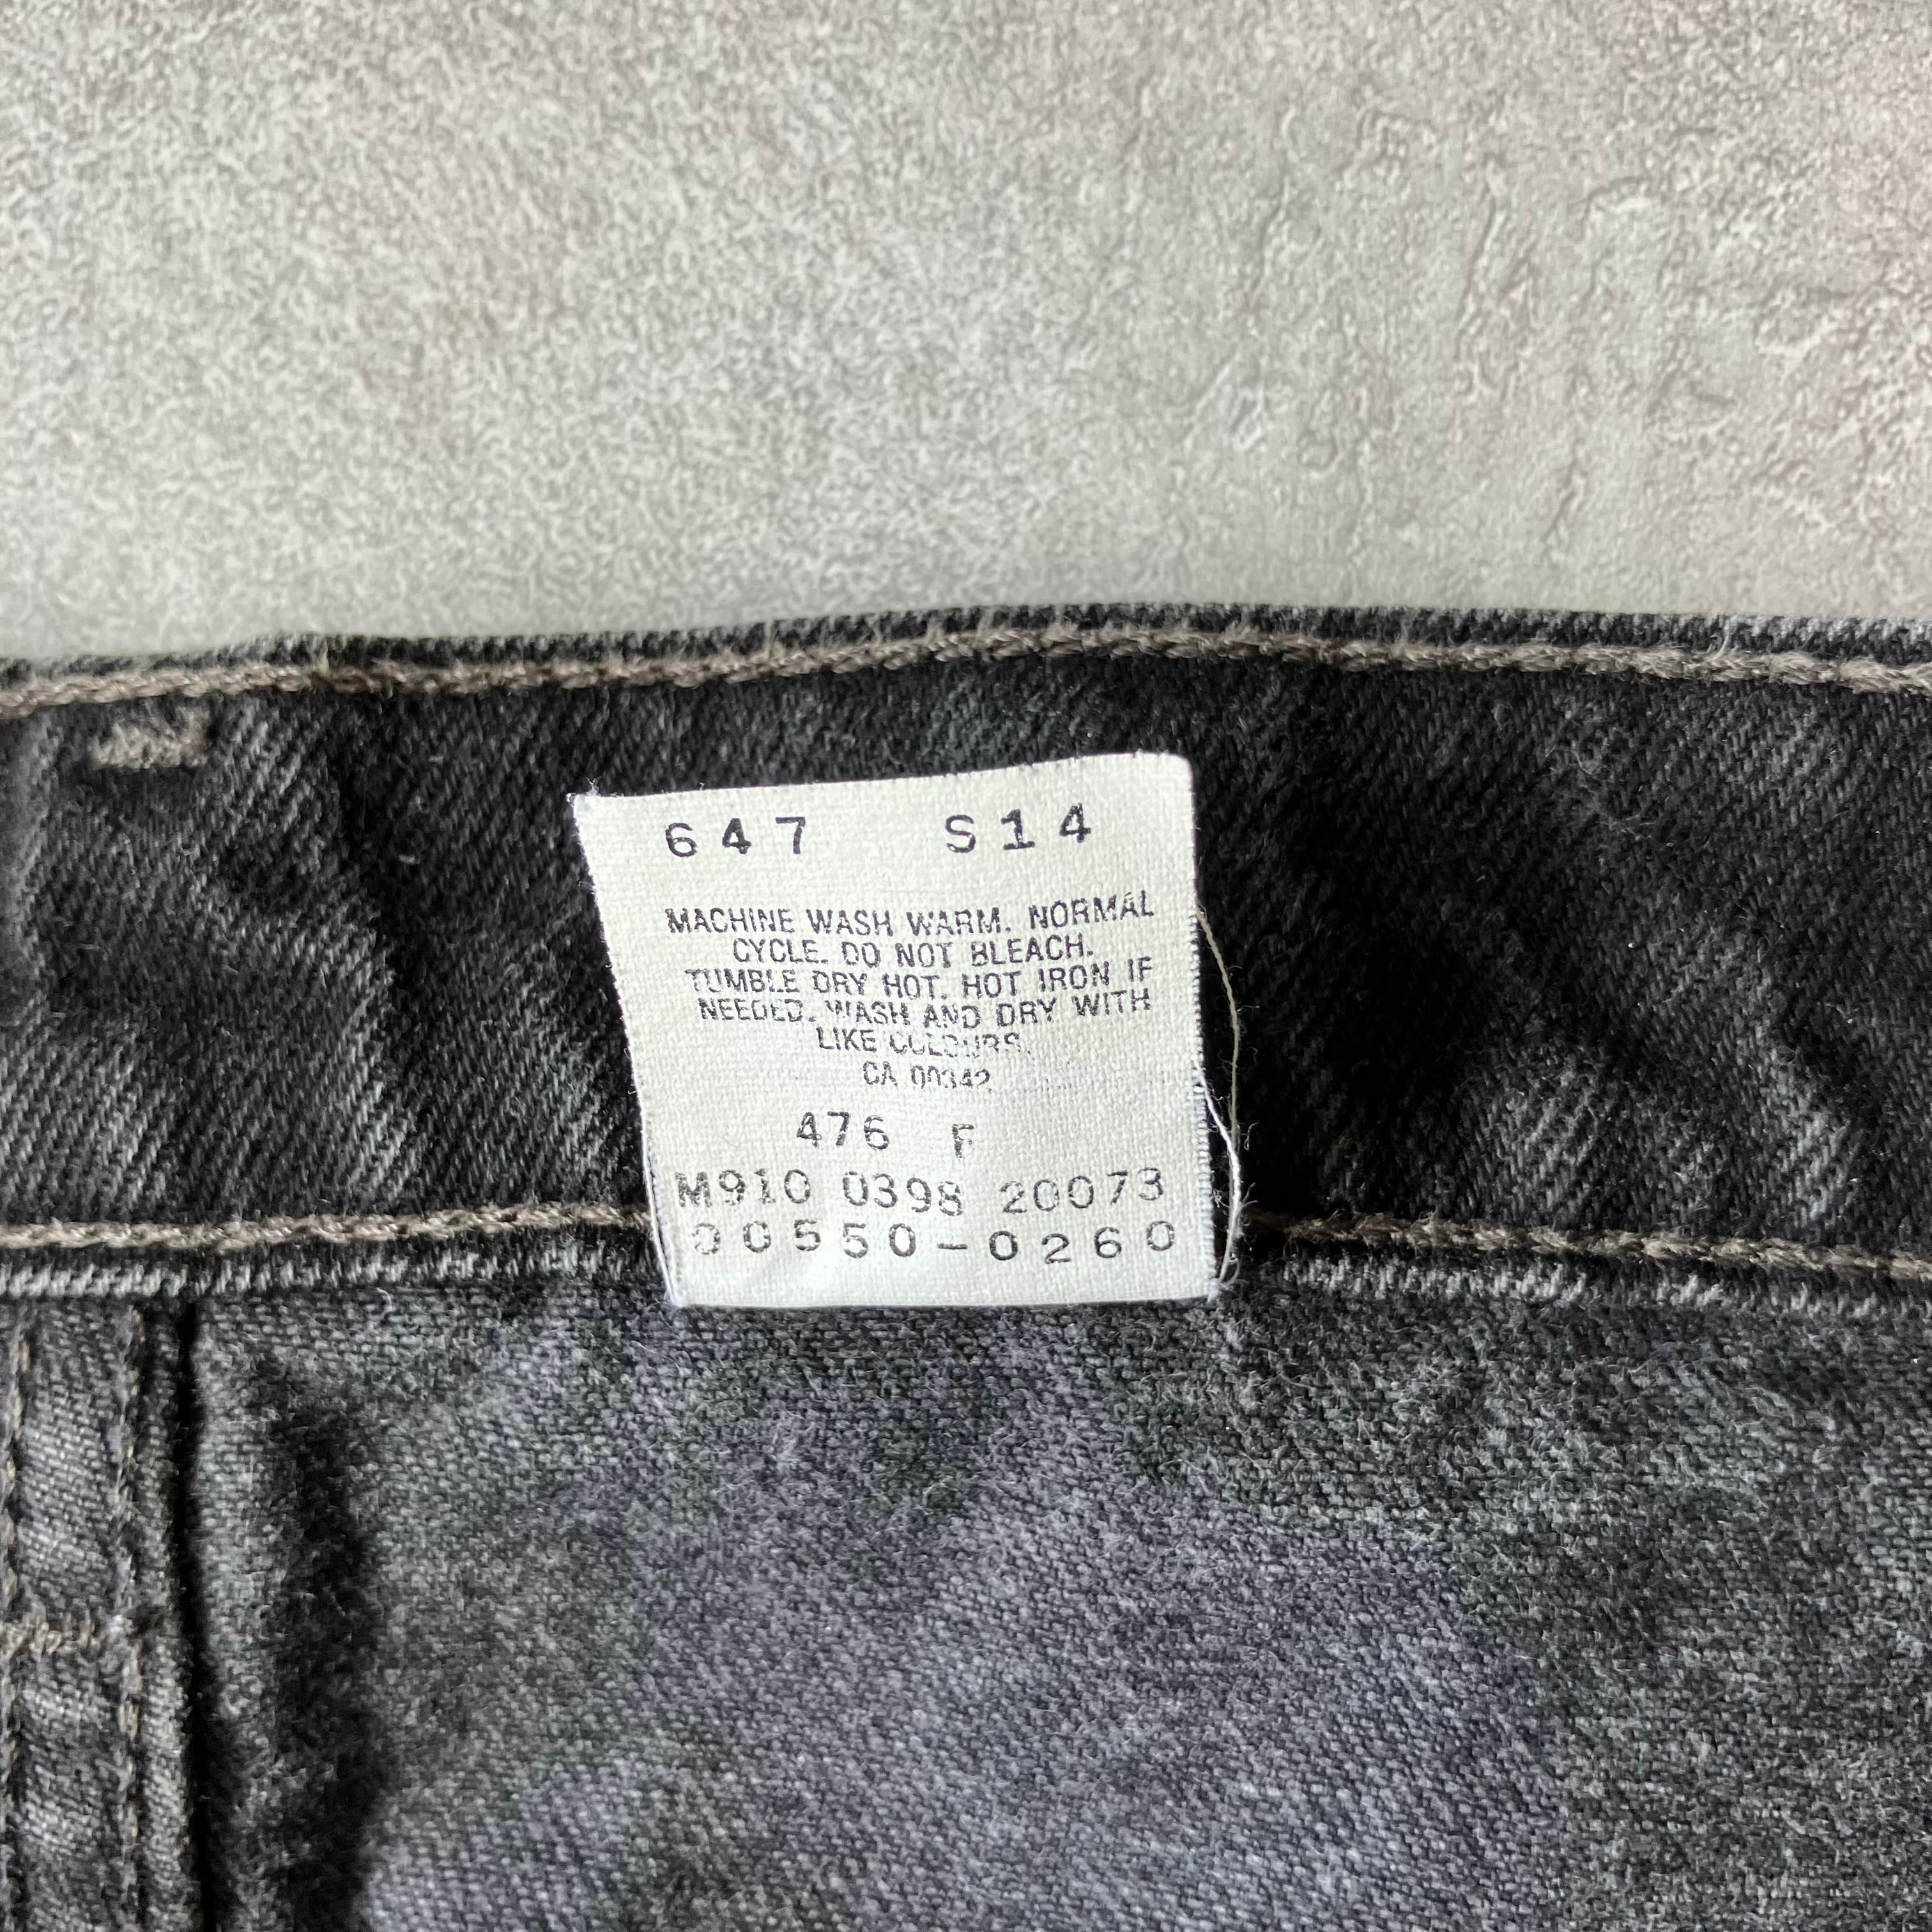 647 S14
MACHINE WASH WARM. NORMAL
CYCLE. DO NOT BLEACH.
TUMBLE DRY HOT. HOT IRON IF
NEEDED. WASH AND DRY WITH
LIKE COLOURS.
CA 00342
476 F
M910 0398 20073
00550-0260